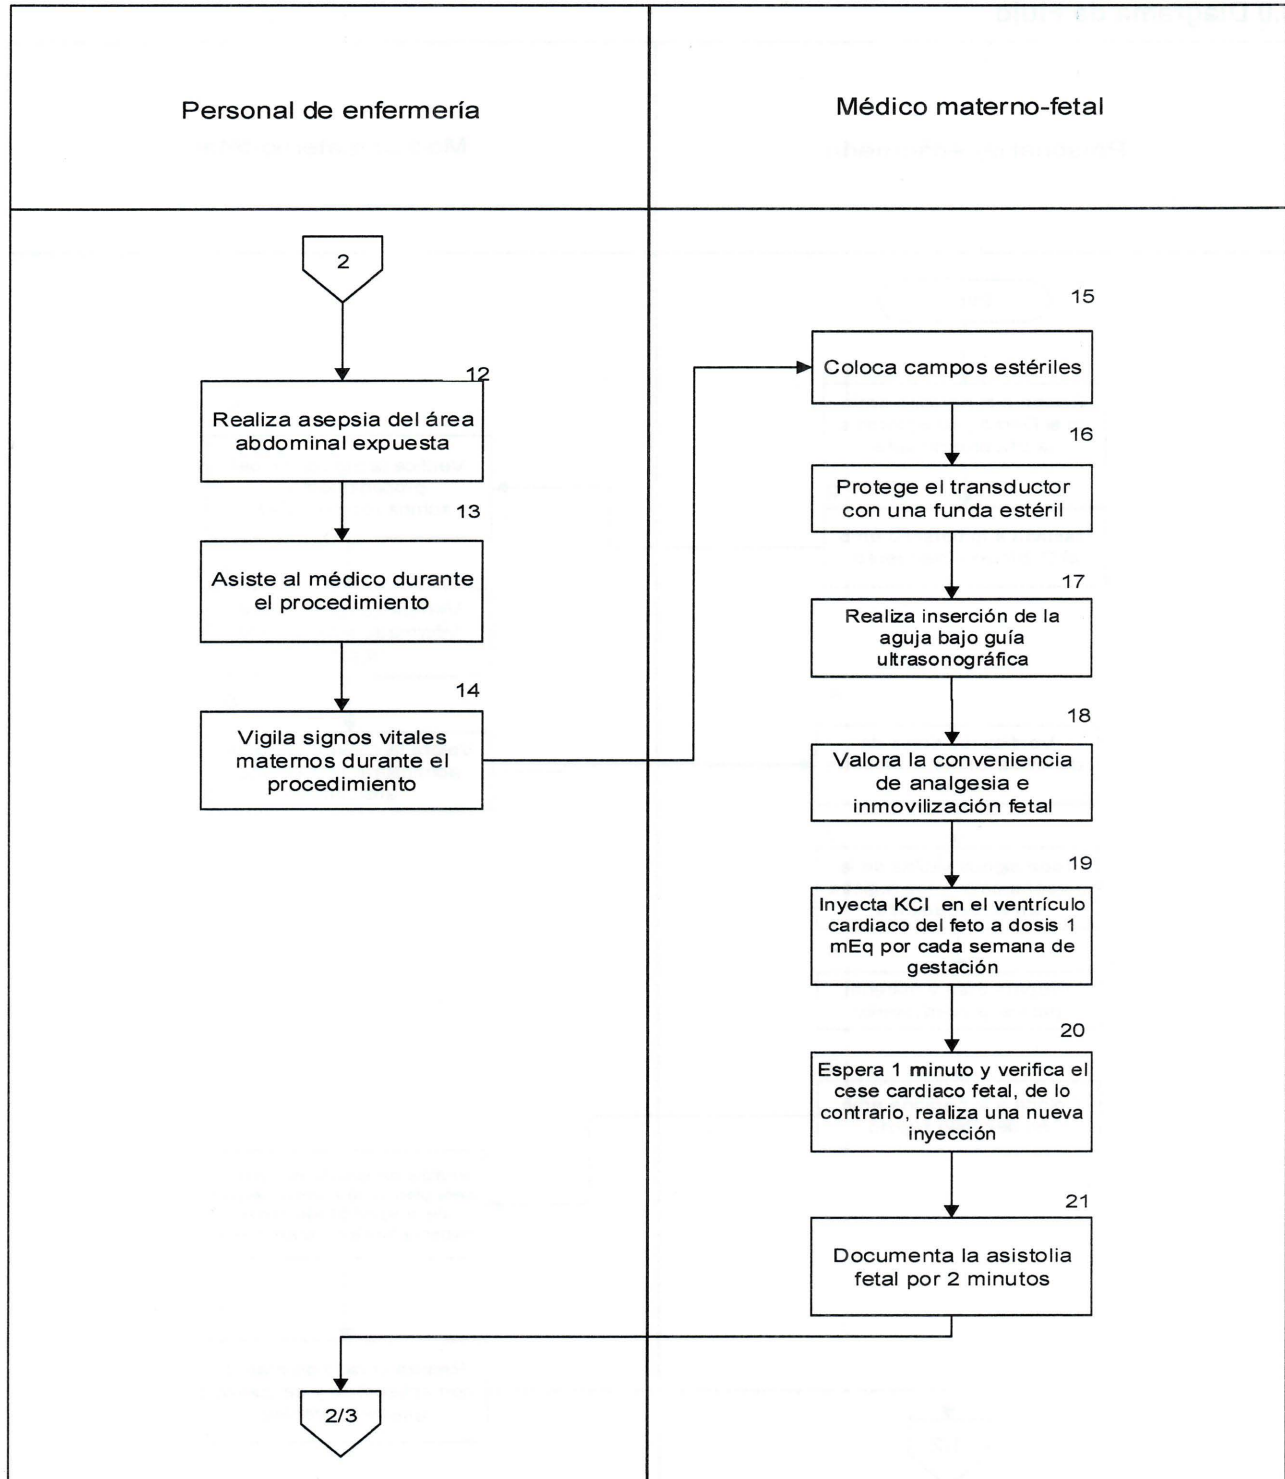 Personal de enfermería
Médico materno-fetal
2
12
Realiza asepsia del área
abdominal expuesta
13
Asiste al médico durante
el procedimiento
14
Vigila signos vitales
maternos durante el
procedimiento
15
Coloca campos estériles
16
Protege el transductor
con una funda estéril
17
Realiza inserción de la
aguja bajo guía
ultrasonográfica
18
Valora la conveniencia
de analgesia e
inmovilización fetal
19
Inyecta KCl en el ventrículo
cardiaco del feto a dosis 1
mEq por cada semana de
gestación
20
Espera 1 minuto y verifica el
cese cardiaco fetal, de lo
contrario, realiza una nueva
inyección
21
Documenta la asistolia
fetal por 2 minutos
2/3